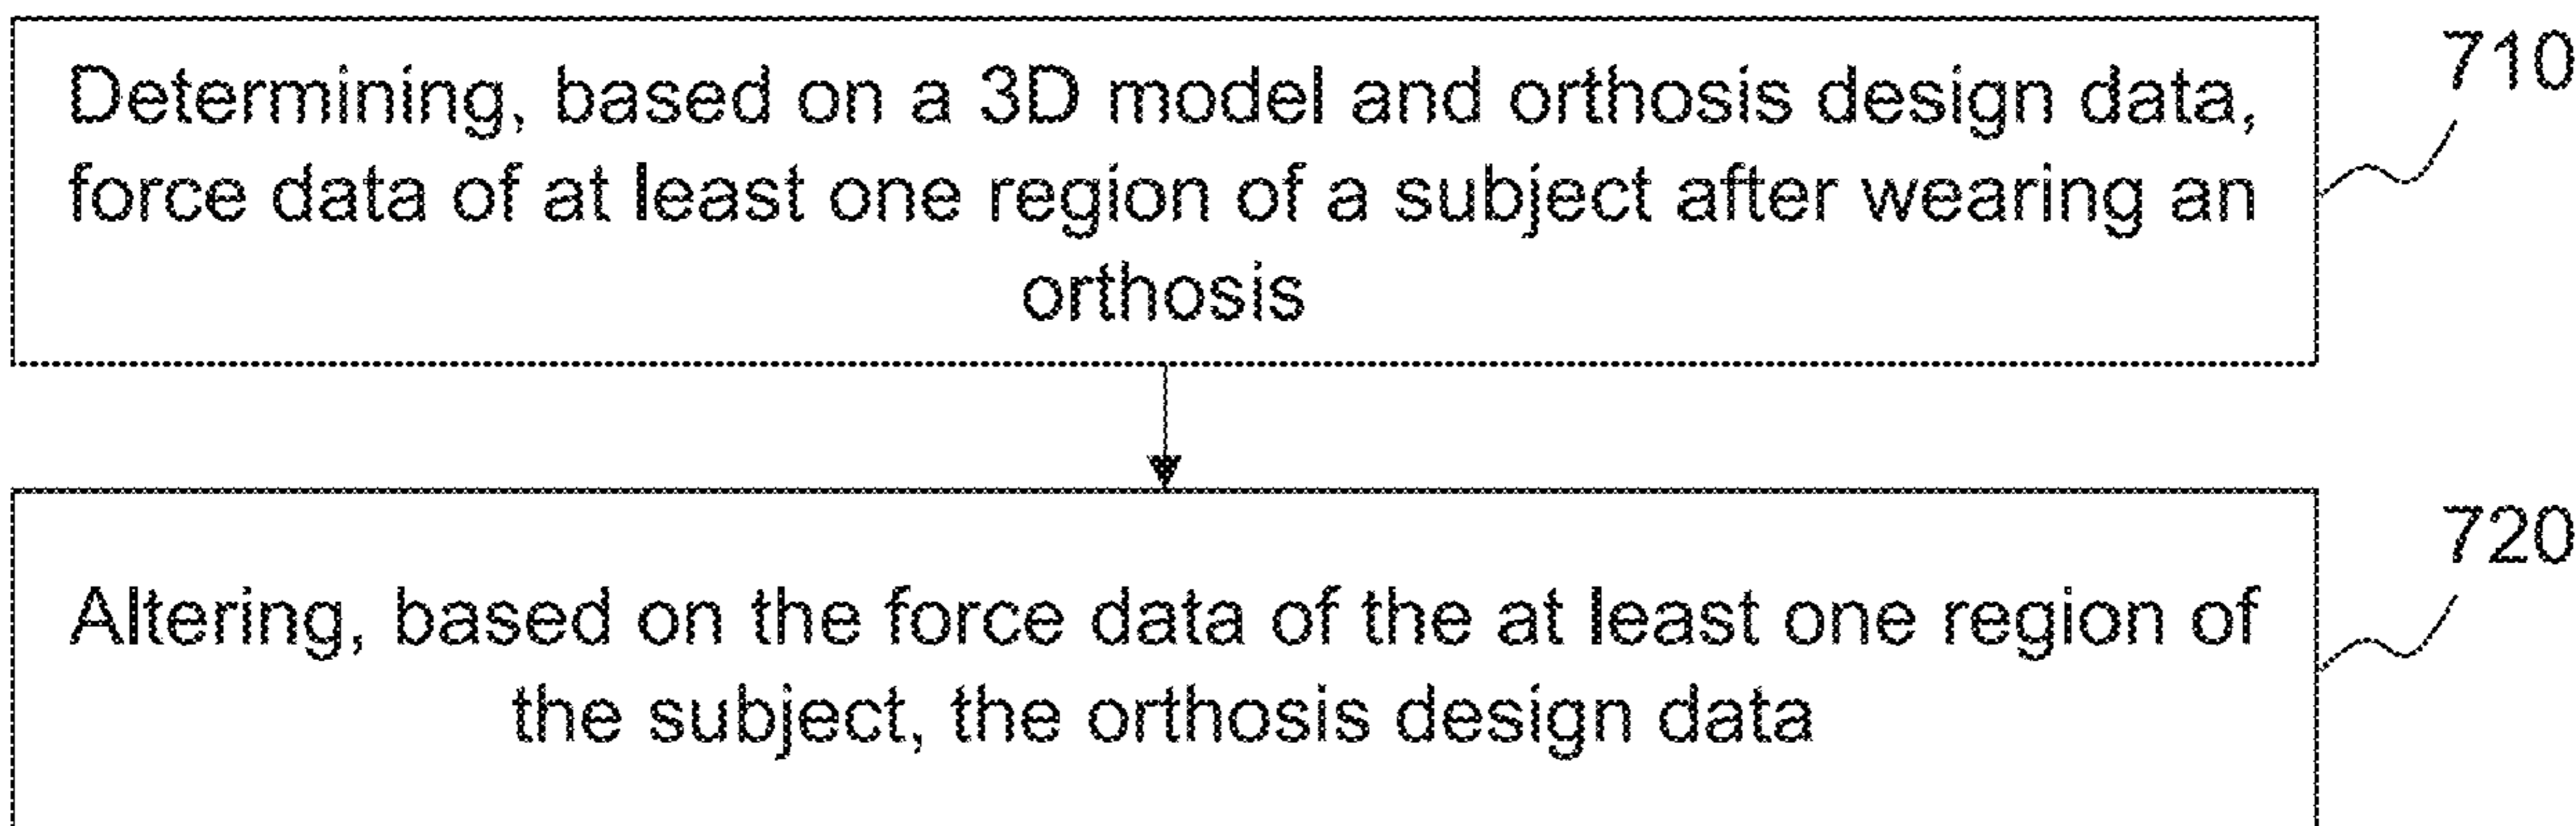 Determining, based on a 3D model and orthosis design data,
force data of at least one region of a subject after wearing an
orthosis
710
Altering, based on the force data of the at least one region of
the subject, the orthosis design data
720